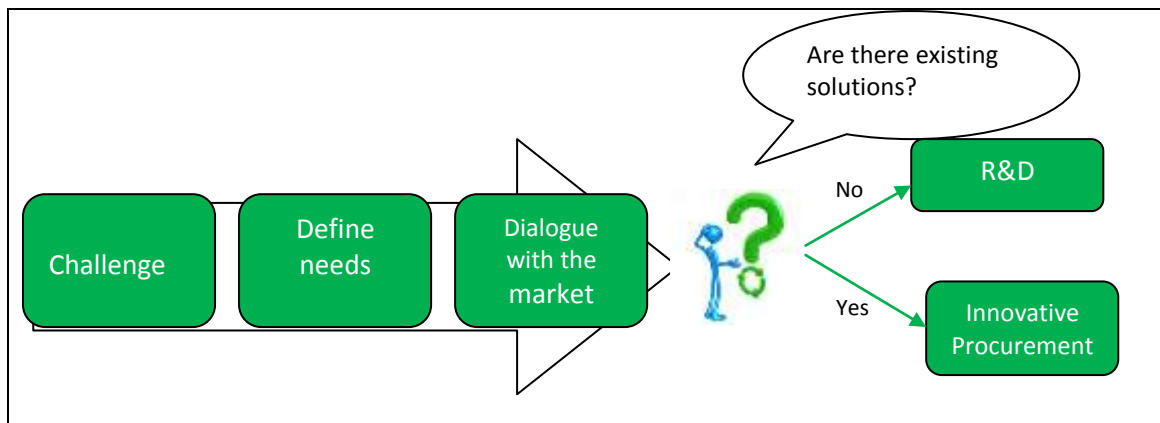 Are there existing
solutions?
Challenge
Define
needs
Dialogue
with the
market
No
R&D
Yes
Innovative
Procurement